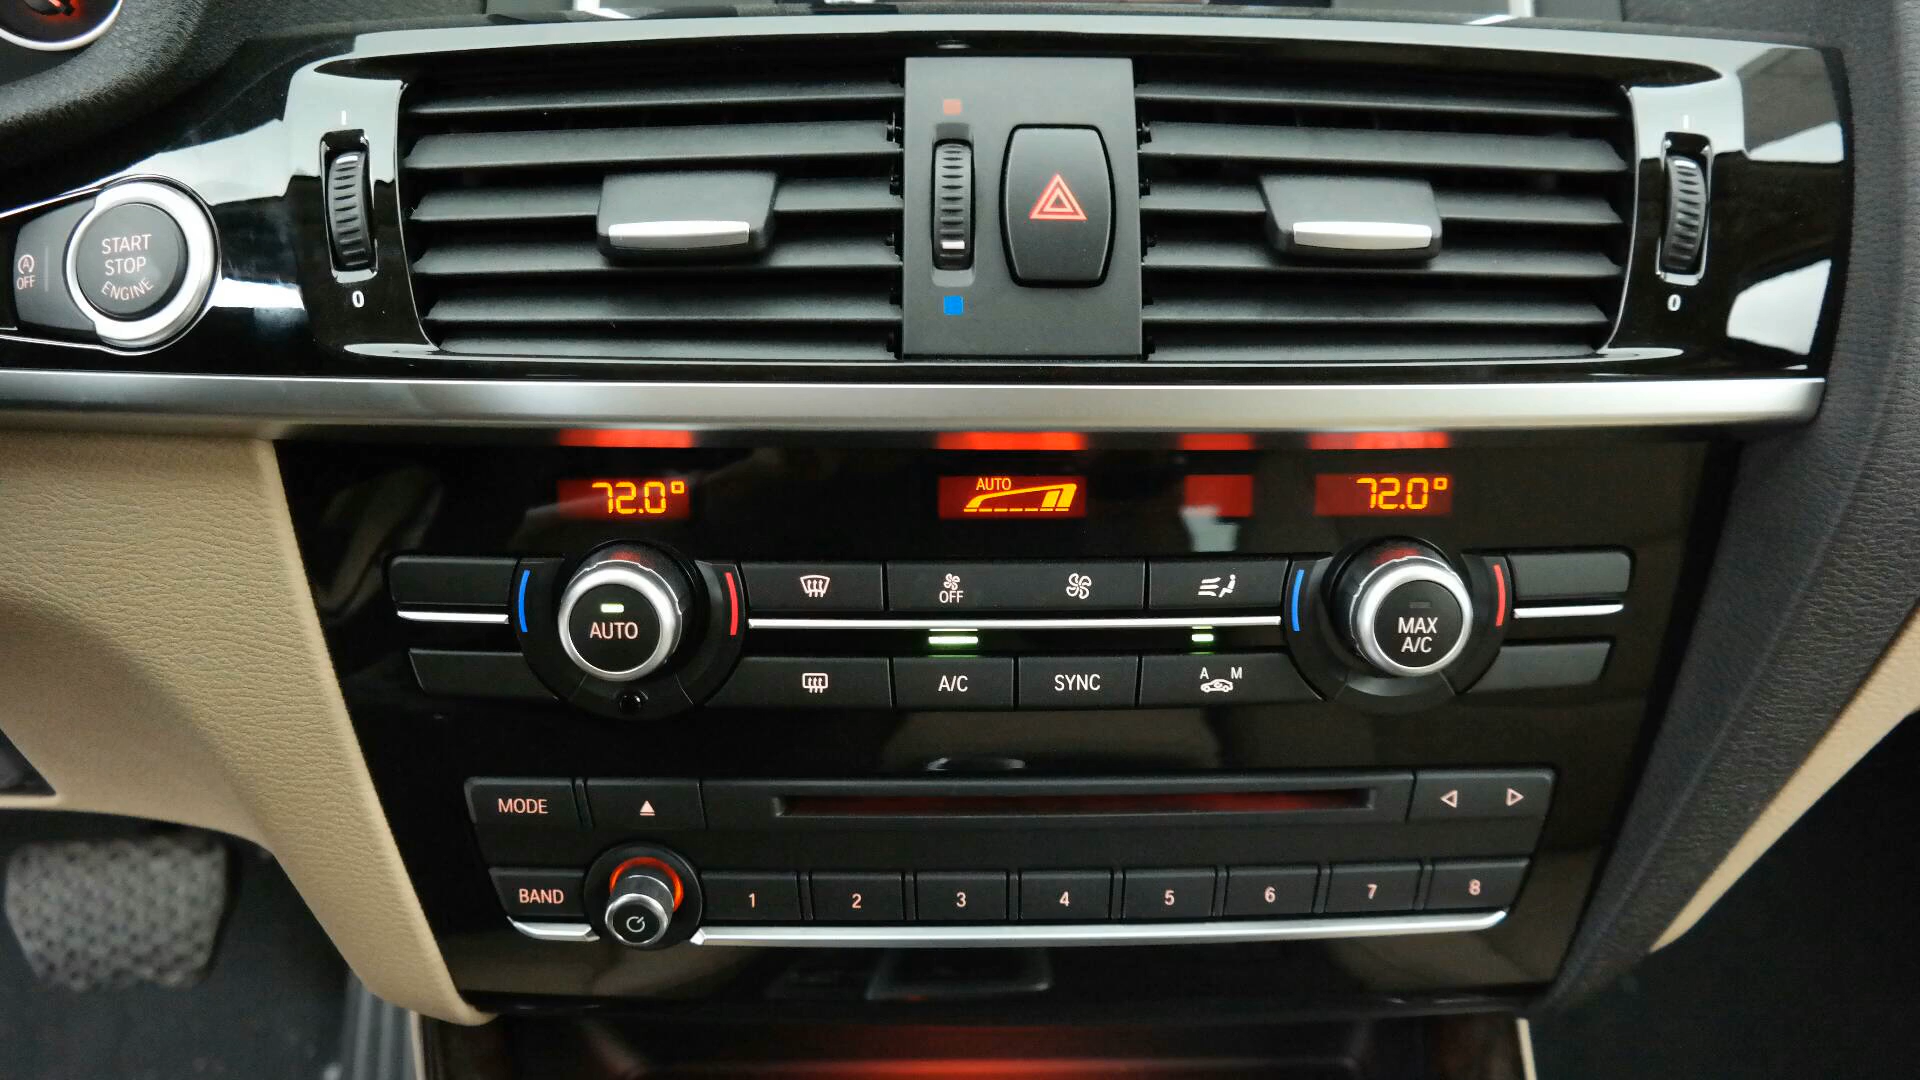 I
I
START
STOP
ENGINE
A
OFF
0
0
72.0°
AUTO
72.0°
OFF
AUTO
MAX
A/C
A/C
SYNC
A
M
MODE
BAND
1
2
3
4
5
6
7
8